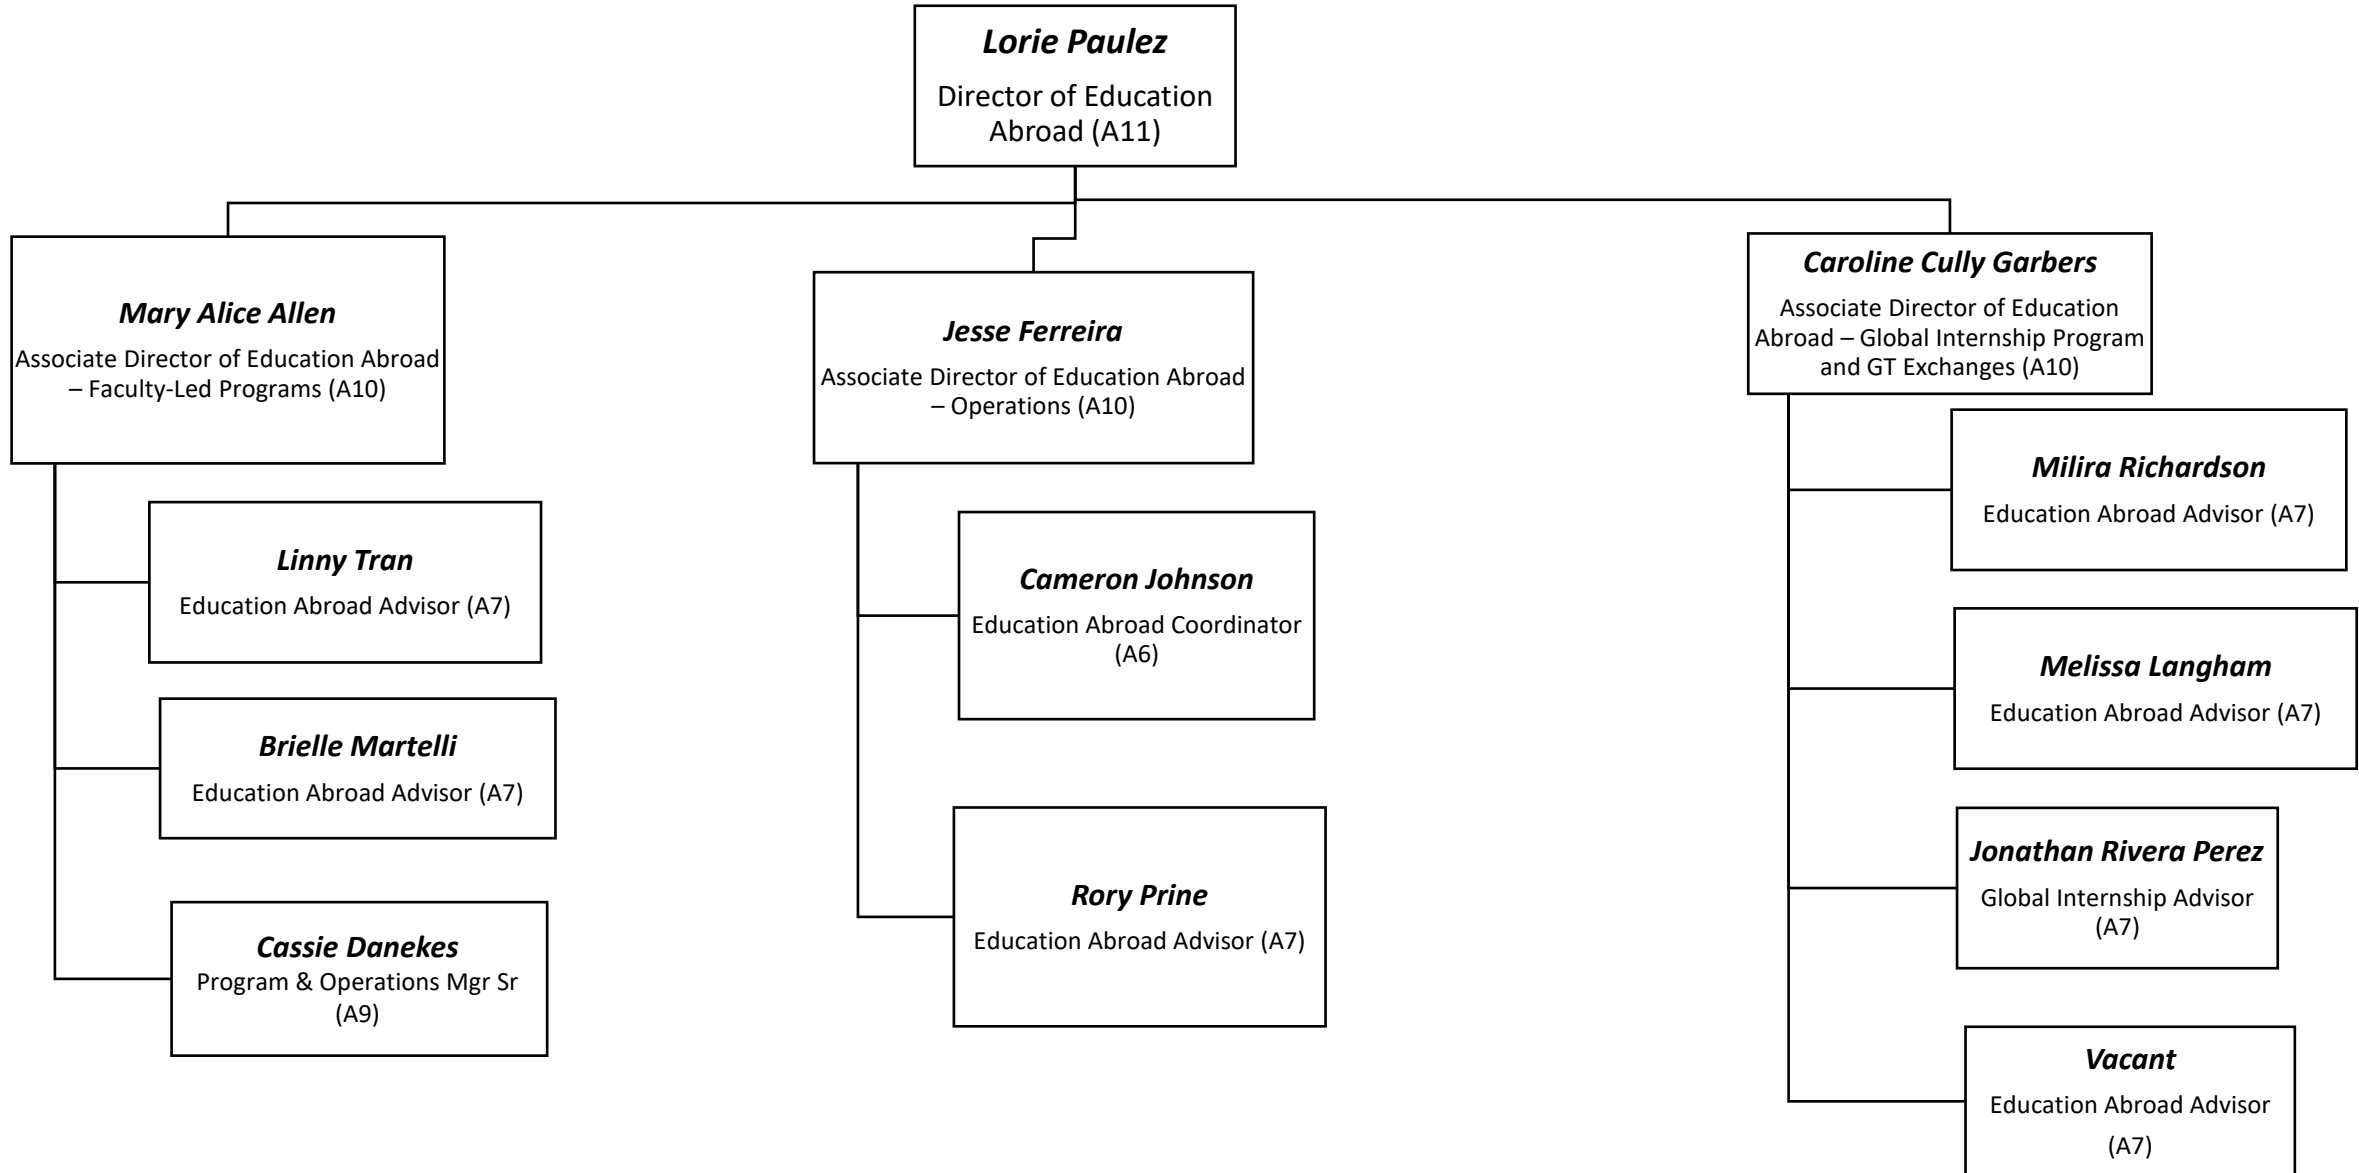 Lorie Paulez
Director of Education
Abroad (A11)
Mary Alice Allen
Associate Director of Education Abroad
– Faculty-Led Programs (A10)
Linny Tran
Education Abroad Advisor (A7)
Brielle Martelli
Education Abroad Advisor (A7)
Cassie Danekes
Program & Operations Mgr Sr
(A9)
Jesse Ferreira
Associate Director of Education Abroad
– Operations (A10)
Cameron Johnson
Education Abroad Coordinator
(A6)
Rory Prine
Education Abroad Advisor (A7)
Caroline Cully Garbers
Associate Director of Education
Abroad – Global Internship Program
and GT Exchanges (A10)
Milira Richardson
Education Abroad Advisor (A7)
Melissa Langham
Education Abroad Advisor (A7)
Jonathan Rivera Perez
Global Internship Advisor
(A7)
Vacant
Education Abroad Advisor
(A7)